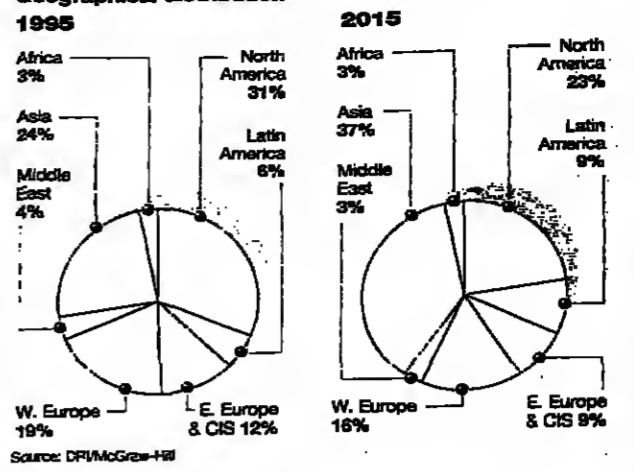 1995
Africa
3%
North
America
31%
Asia
24%
Latin
America
6%
Middle
East
4%
W. Europe
19%
E. Europe
& CIS 12%
2015
Africa
3%
North
America
23%
Asia
37%
Latin
America
9%
Middle
East
3%
W. Europe
16%
E. Europe
& CIS 9%
Source: DRI/McGraw-Hill